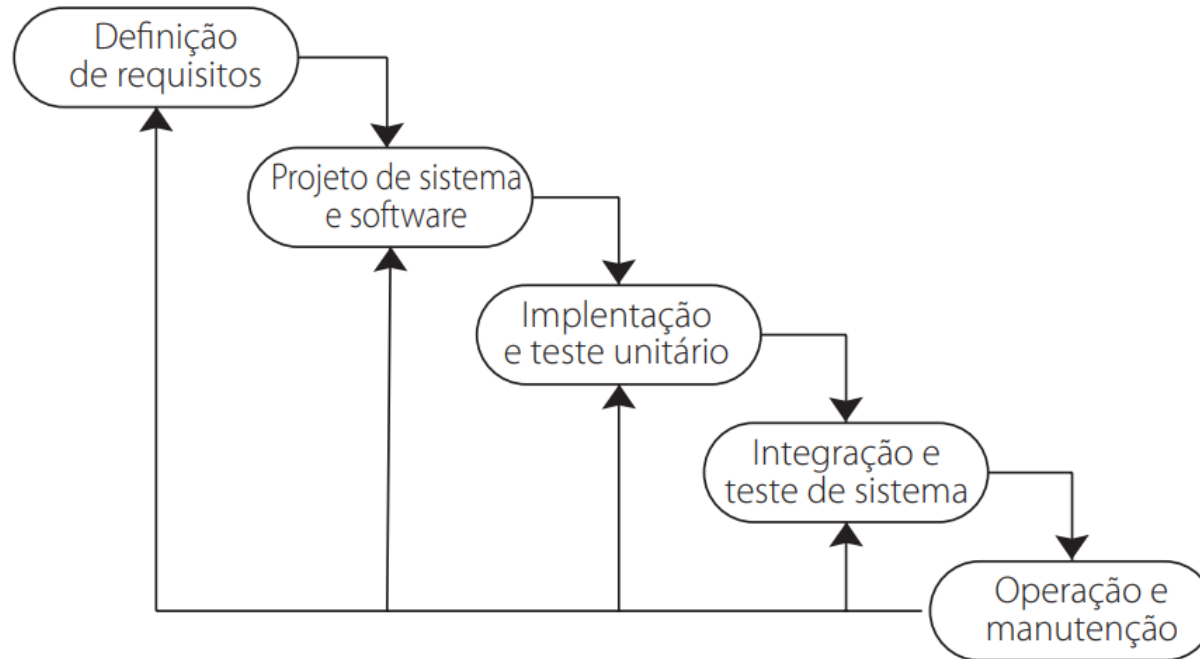 Definição
de requisitos
Projeto de sistema
e software
Implentação
e teste unitário
Integração e
teste de sistema
Operação e
manutenção